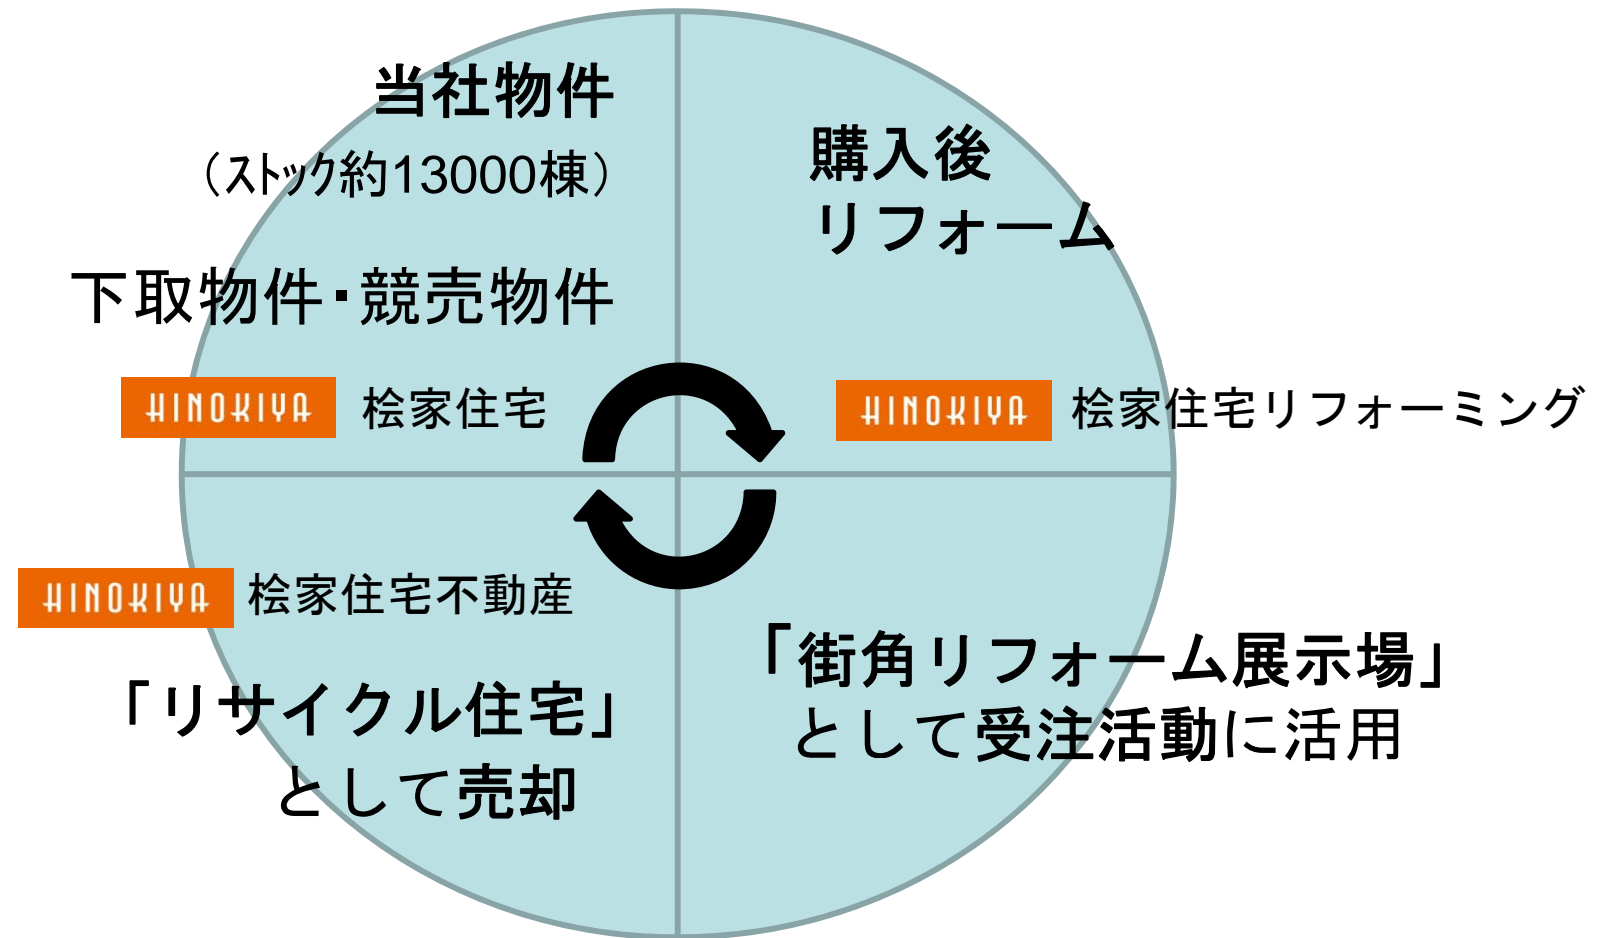 当社物件
（ｽﾄｯｸ約13000棟）
下取物件・競売物件
HINOKIYA 桧家住宅
購入後
リフォーム
HINOKIYA 桧家住宅リフォーミング
HINOKIYA 桧家住宅不動産
「リサイクル住宅」
として売却
「街角リフォーム展示場」
として受注活動に活用